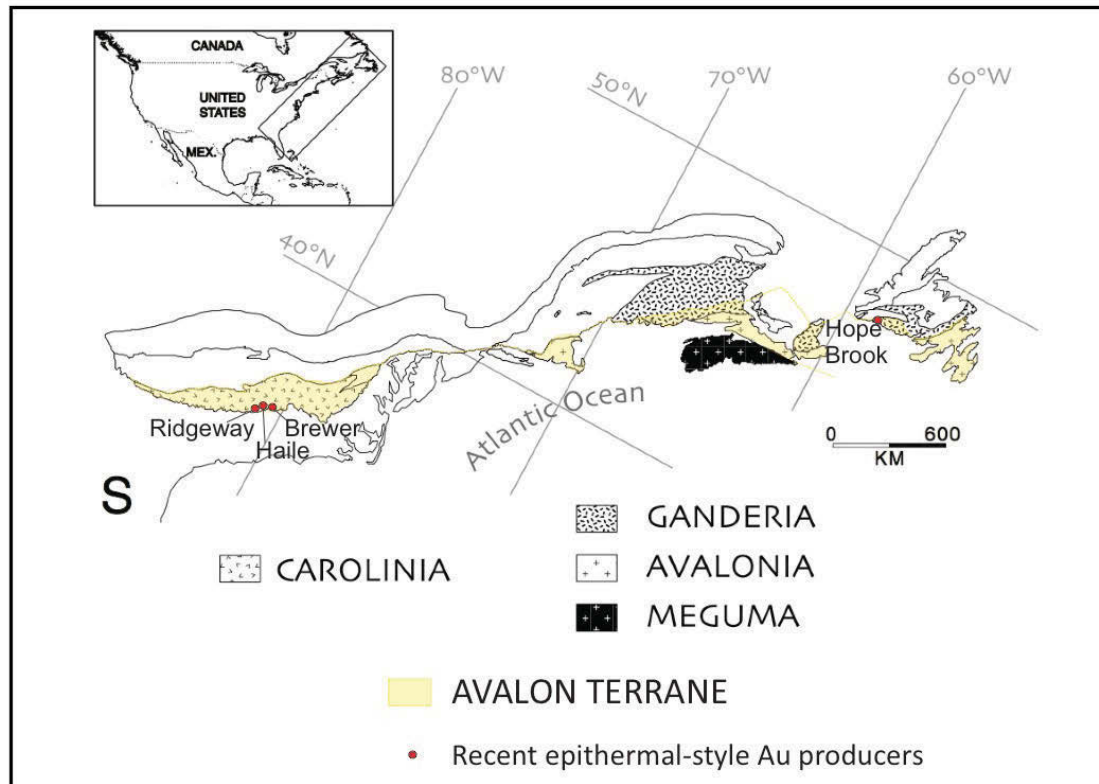 CANADA
UNITED
STATES
MEX.
80°W
50°N
70°W
60°W
40°N
Hope
Brook
Atlantic Ocean
Ridgeway
Brewer
Haile
0 600
KM
S
GANDERIA
CAROLINIA
AVALONIA
MEGUMA
AVALON TERRANE
Recent epithermal-style Au producers